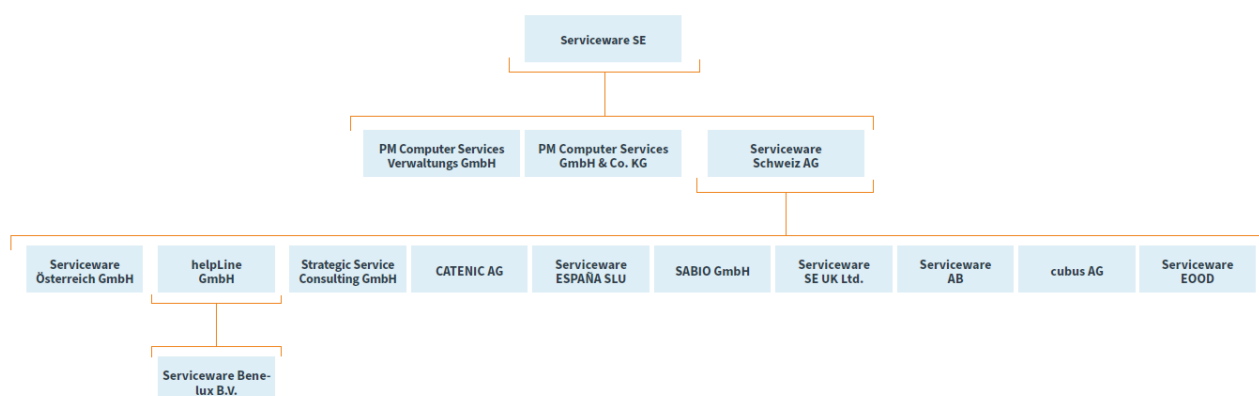 Serviceware SE
PM Computer Services
Verwaltungs GmbH
PM Computer Services
GmbH & Co. KG
Serviceware
Schweiz AG
Serviceware
Österreich GmbH
helpLine
GmbH
Strategic Service
Consulting GmbH
CATENIC AG
Serviceware
ESPAÑA SLU
SABIO GmbH
Serviceware
SE UK Ltd.
Serviceware
AB
cubus AG
Serviceware
EOOD
Serviceware Bene-
lux B.V.